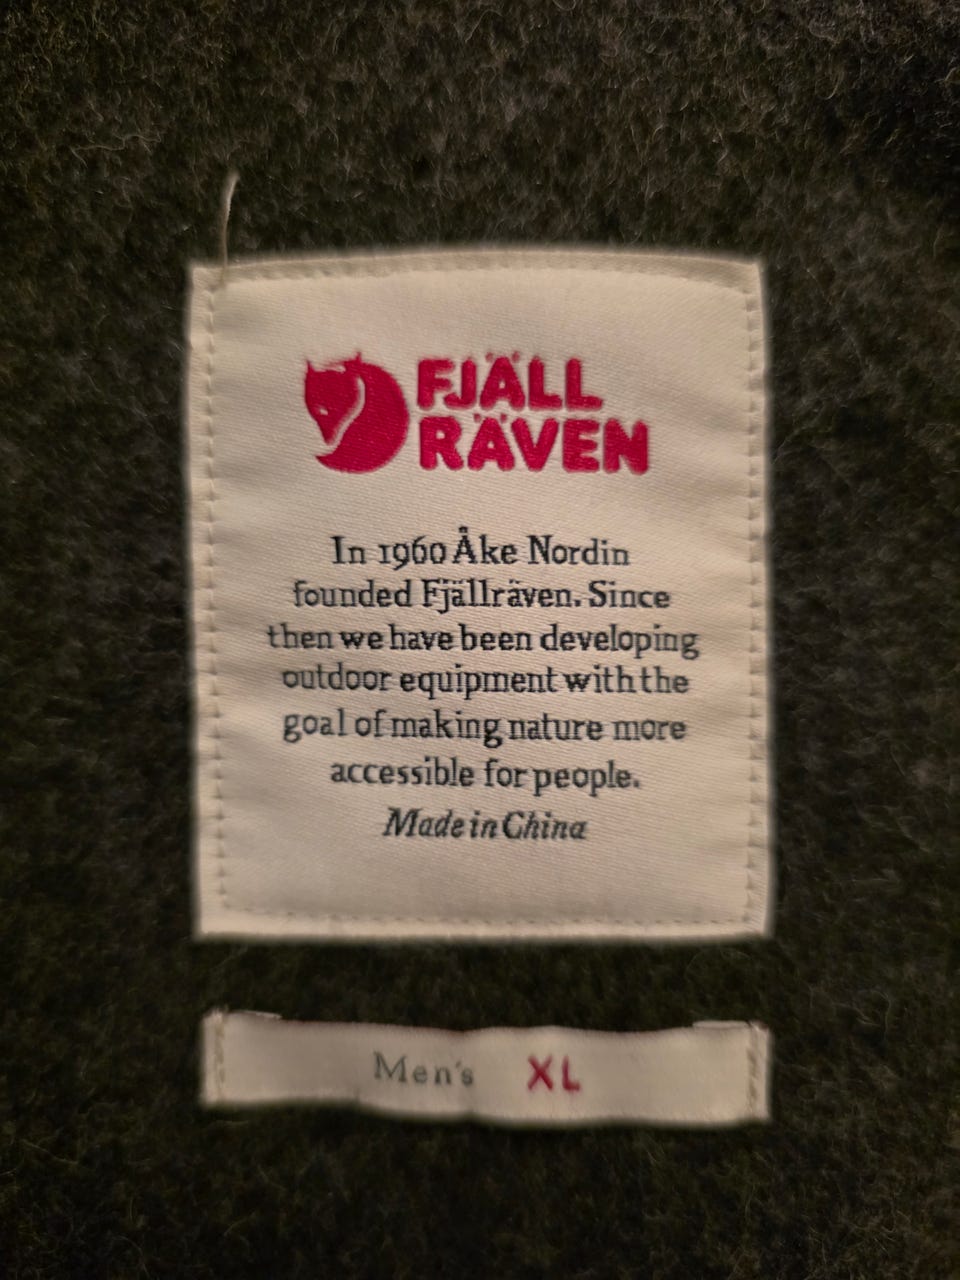 FJÄLL
RÄVEN
In 1960 Åke Nordin
founded Fjällräven. Since
then we have been developing
outdoor equipment with the
goal of making nature more
accessible for people.
Made in China
Men's XL